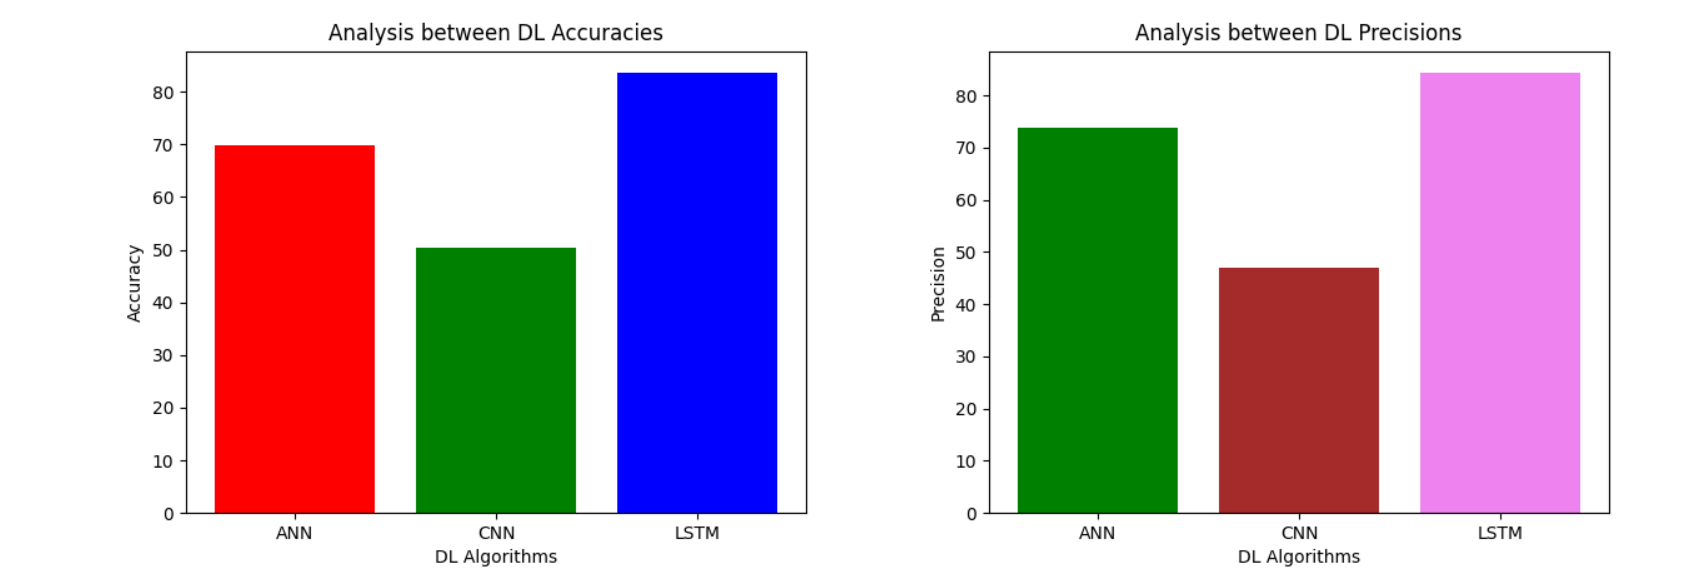 Analysis between DL Accuracies
Accuracy
80
70
60
50
40
30
20
10
0
ANN CNN LSTM
DL Algorithms
Analysis between DL Precisions
Precision
80
70
60
50
40
30
20
10
0
ANN CNN LSTM
DL Algorithms